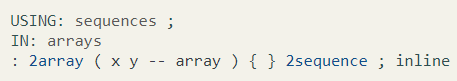 USING: sequences ;
IN: arrays
: 2array ( x y -- array ) { } 2sequence ; inline